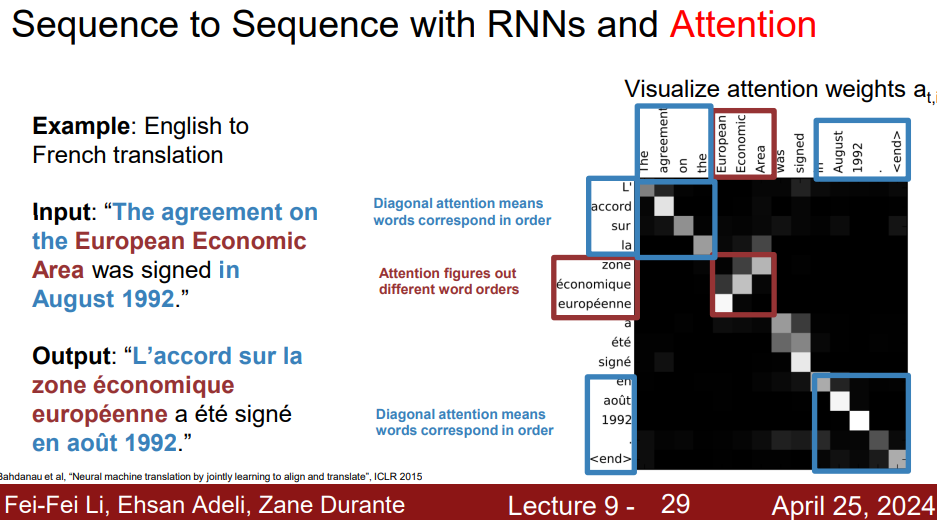 Sequence to Sequence with RNNs and Attention
Example: English to
French translation
Input: “The agreement on
the European Economic
Area was signed in
August 1992.”
Output: “L’accord sur la
zone économique
européenne a été signé
en août 1992.”
Diagonal attention means
words correspond in order
Attention figures out
different word orders
Diagonal attention means
words correspond in order
Visualize attention weights a_t,i
The
agreement
on
the
European
Economic
Area
was
signed
in
August
1992
.
<end>
L'
accord
sur
la
zone
économique
européenne
a
été
signé
en
août
1992
.
<end>
Bahdanau et al, “Neural machine translation by jointly learning to align and translate”, ICLR 2015
Fei-Fei Li, Ehsan Adeli, Zane Durante
Lecture 9 - 29
April 25, 2024